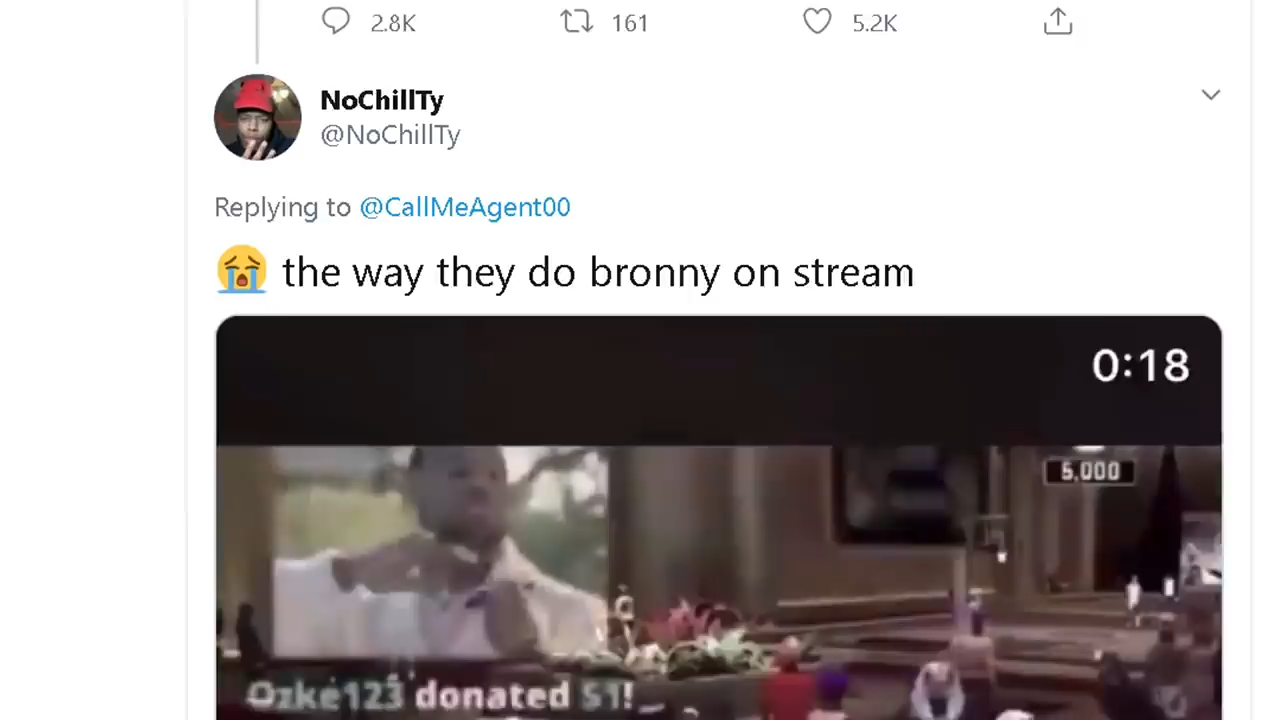 2.8K 161 5.2K
NoChillTy
@NoChillTy
Replying to @CallMeAgent00
😭 the way they do bronny on stream
0:18
5,000
Ozke123 donated $1!